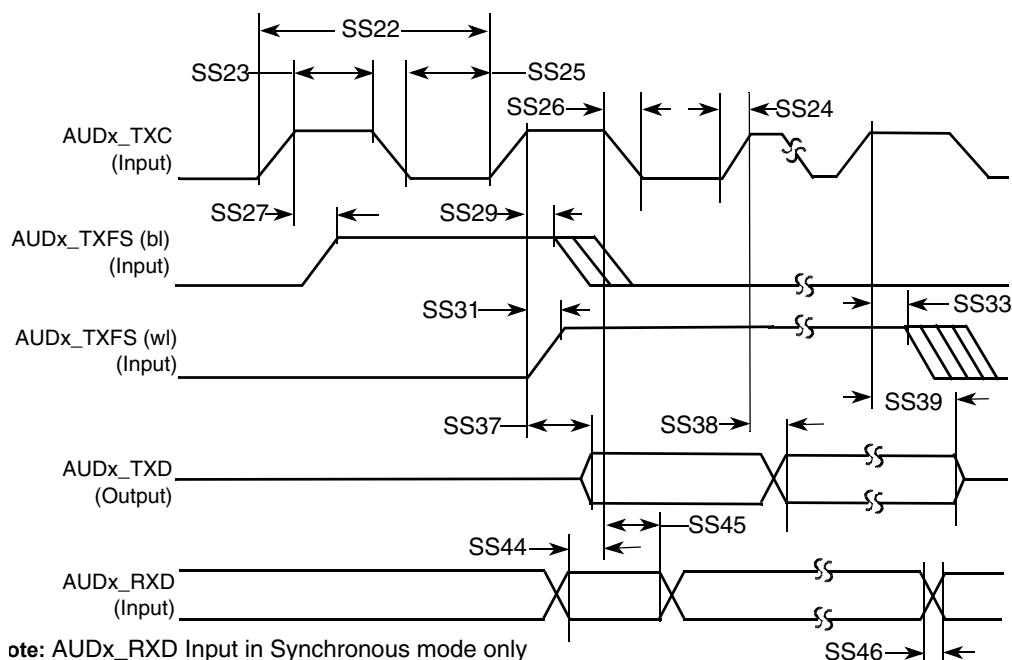 SS22
SS23
SS25
SS26
SS24
AUDx_TXC
(Input)
SS27
SS29
AUDx_TXFS (bl)
(Input)
SS31
SS33
AUDx_TXFS (wl)
(Input)
SS39
SS37
SS38
AUDx_TXD
(Output)
SS45
SS44
AUDx_RXD
(Input)
ote: AUDx_RXD Input in Synchronous mode only
SS46